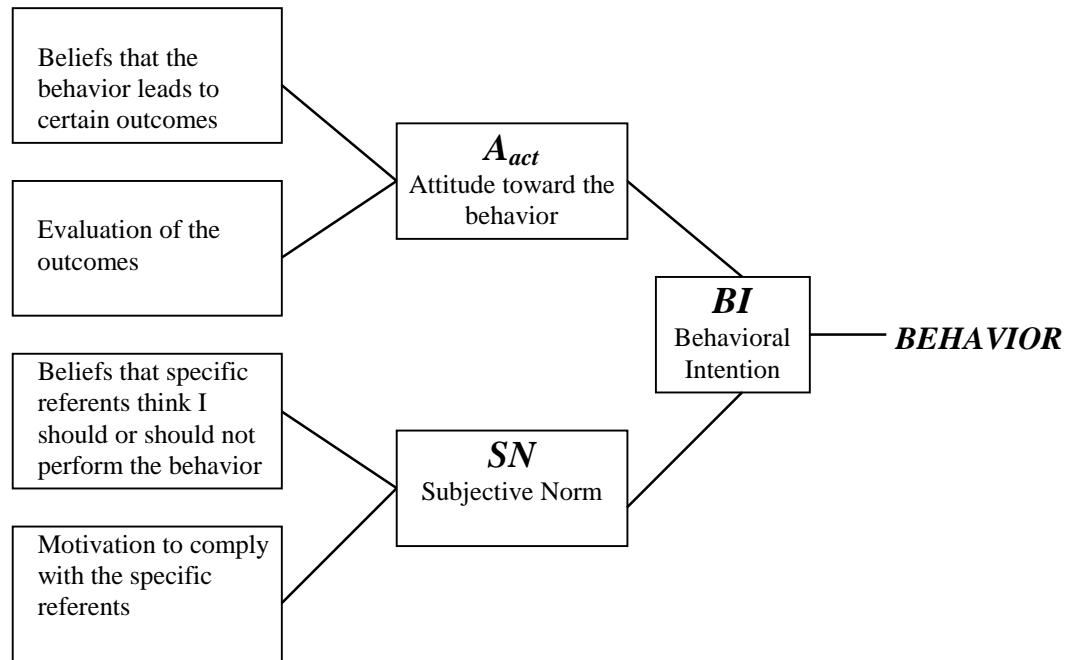 Beliefs that the
behavior leads to
certain outcomes
Evaluation of the
outcomes
Beliefs that specific
referents think I
should or should not
perform the behavior
Motivation to comply
with the specific
referents
A_act
Attitude toward the
behavior
SN
Subjective Norm
BI
Behavioral
Intention
BEHAVIOR